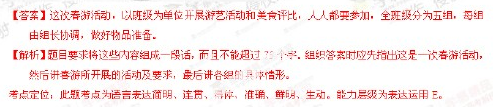 【答案】这次春游活动，以班级为单位开展游艺活动和美食评比，人人都要参加，全班级分为五组，每组
由组长协调，做好物品准备。
【解析】题目要求将这些内容组成一段话，而且不能超过 75 个字。组织答案时应先指出这是一次春游活动，
然后讲春游所开展的活动及要求，最后讲各组的具体情形。
考点定位：此题考点为语言表达简明、连贯、得体、准确、鲜明、生动。能力层级为表达运用 E。